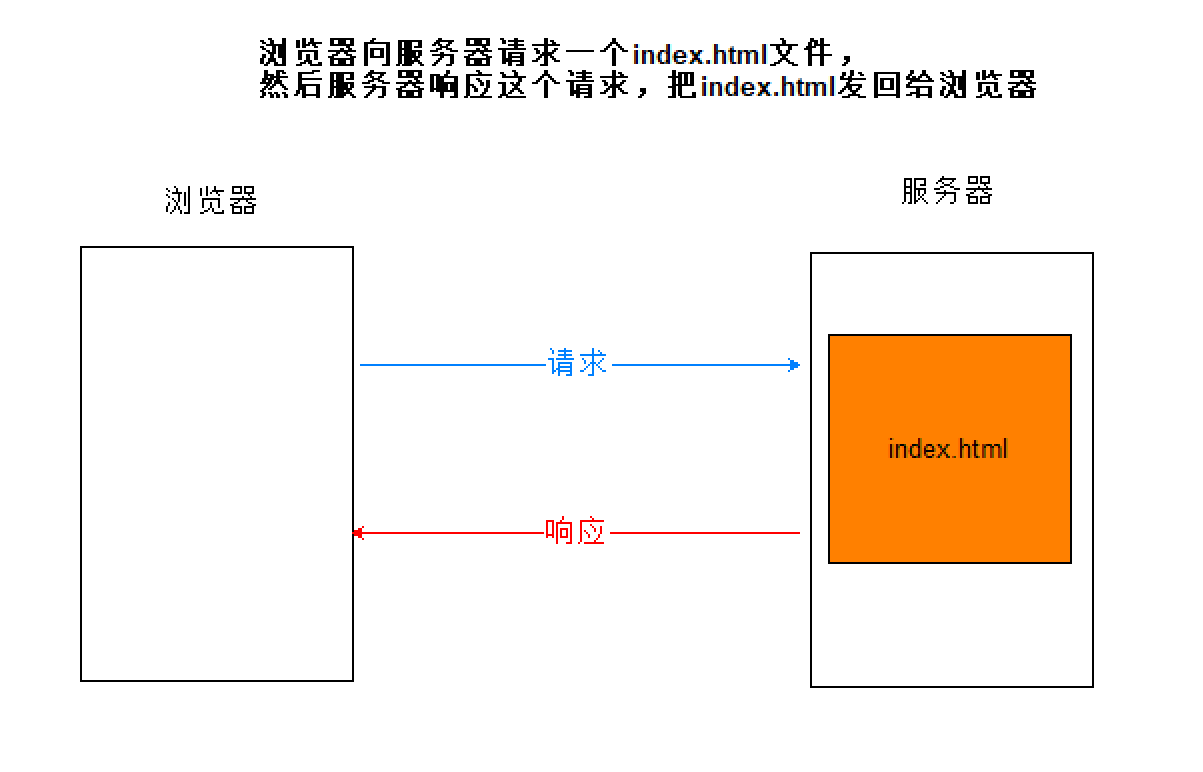 浏览器向服务器请求一个index.html文件，
然后服务器响应这个请求，把index.html发回给浏览器
浏览器
服务器
请求
index.html
响应